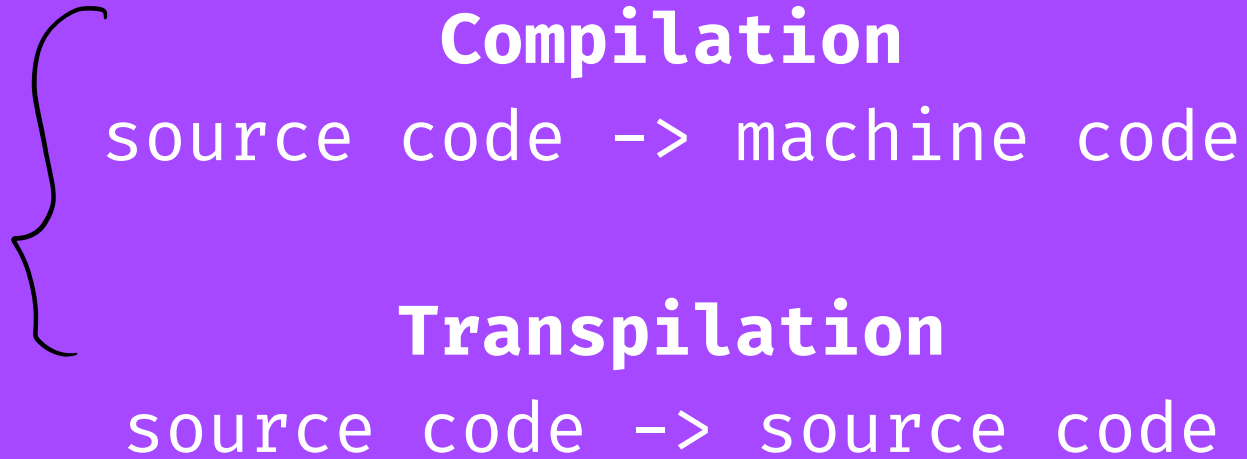 Compilation
source code -> machine code
Transpilation
source code -> source code